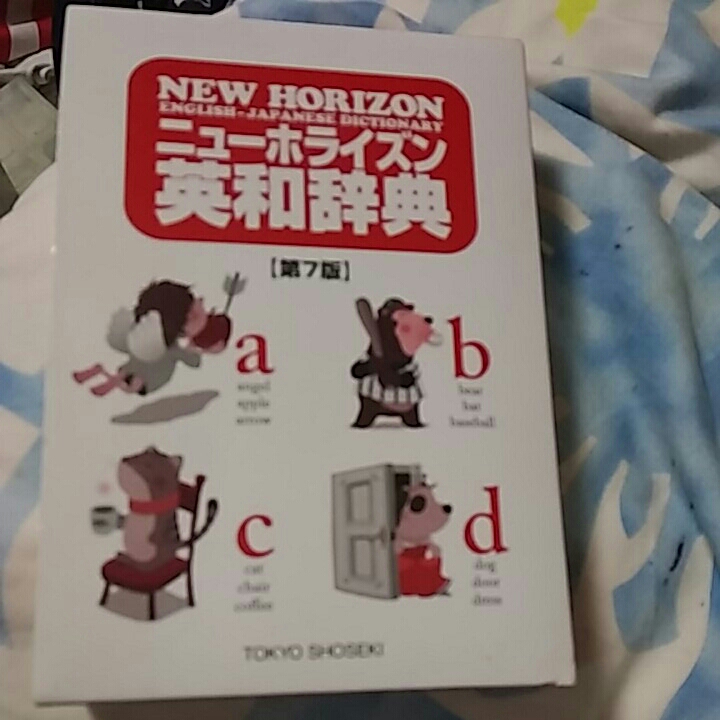 NEW HORIZON
ENGLISH-JAPANESE DICTIONARY
ニューホライズン
英和辞典
[第7版]
a
angel
apple
arrow
b
bear
bat
baseball
c
cat
chair
coffee
d
dog
door
dress
TOKYO SHOSEKI